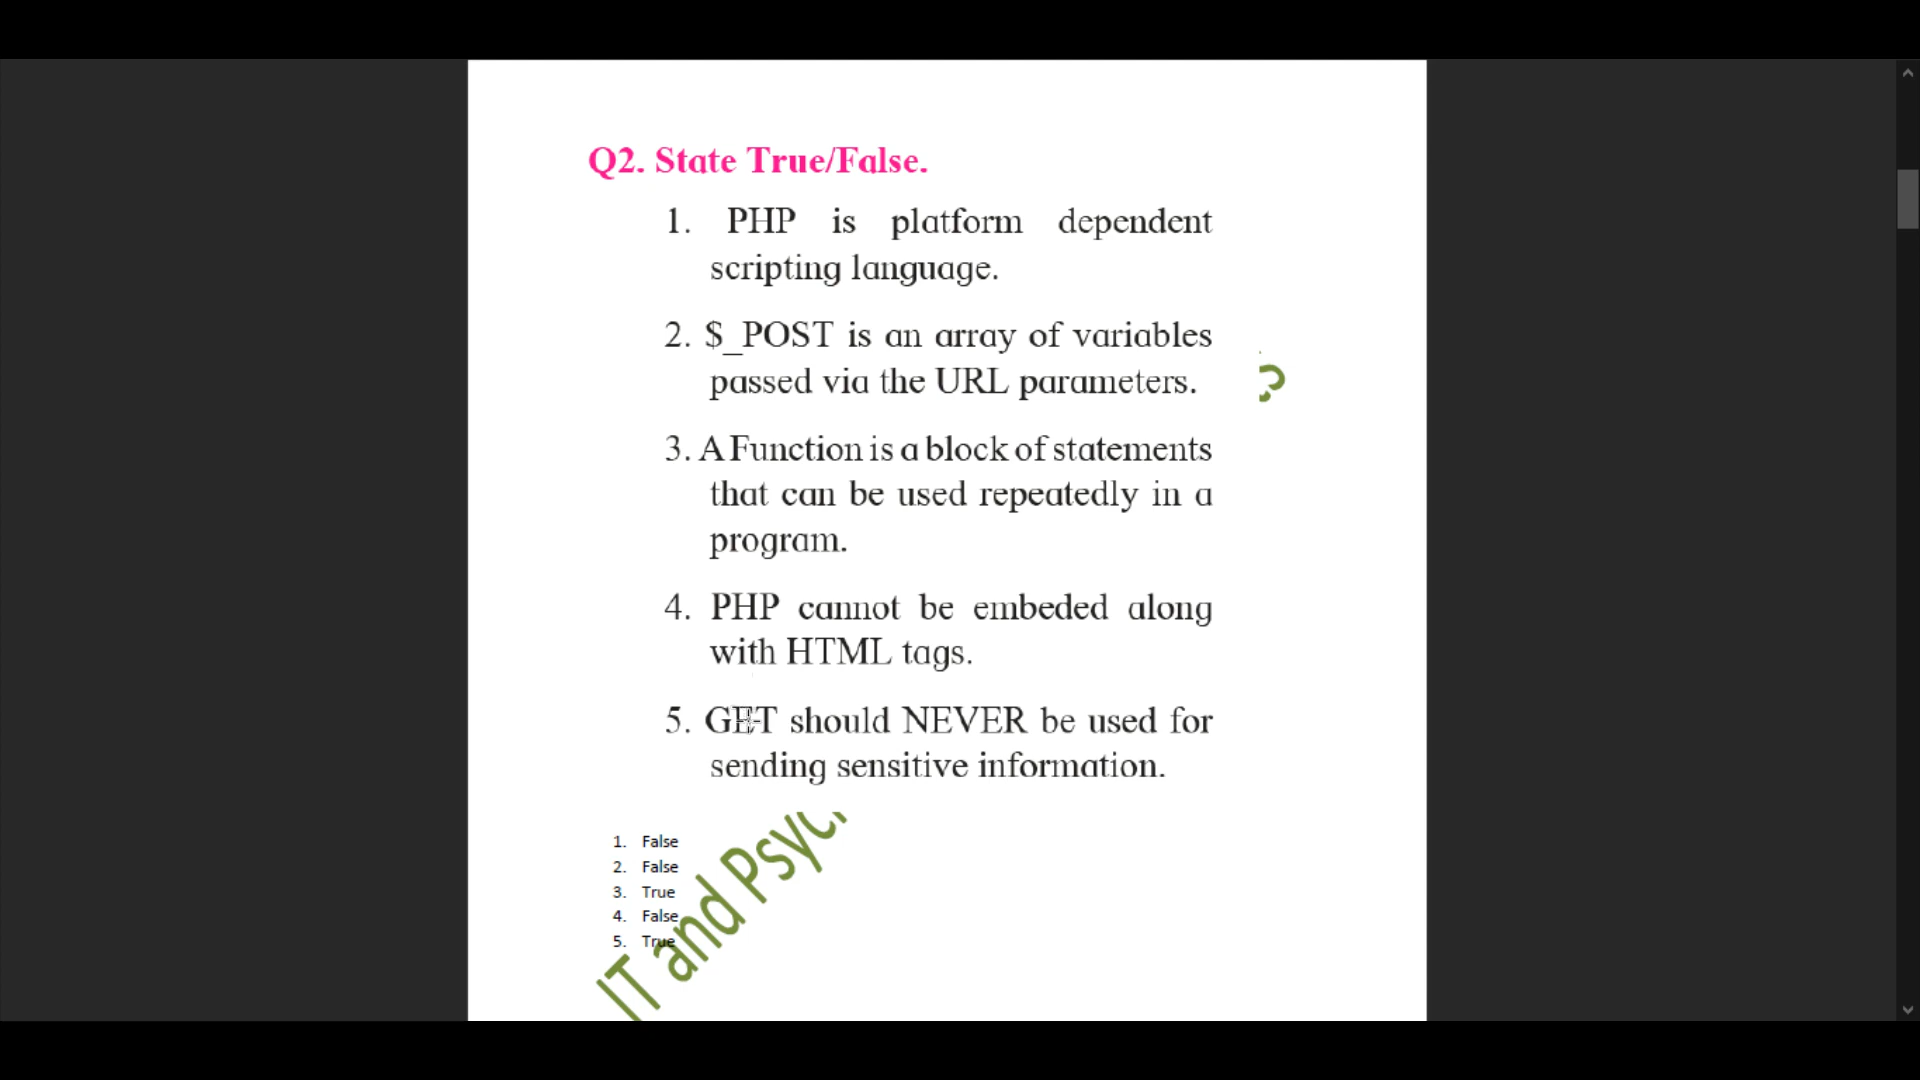 Q2. State True/False.
1. PHP is platform dependent
scripting language.
2. $_POST is an array of variables
passed via the URL parameters.
?
3. A Function is a block of statements
that can be used repeatedly in a
program.
4. PHP cannot be embeded along
with HTML tags.
5. GET should NEVER be used for
sending sensitive information.
1. False
2. False
3. True
4. False
5. True
IT and